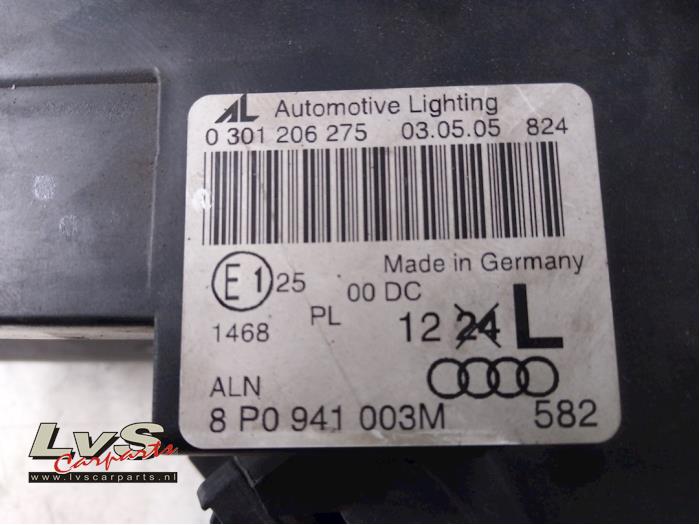 AL Automotive Lighting
0 301 206 275 03.05.05 824
Made in Germany
E1 25 00 DC
1468 PL 12 24 L
ALN
8 P0 941 003M 582
LvS
Carparts
www.lvscarparts.nl